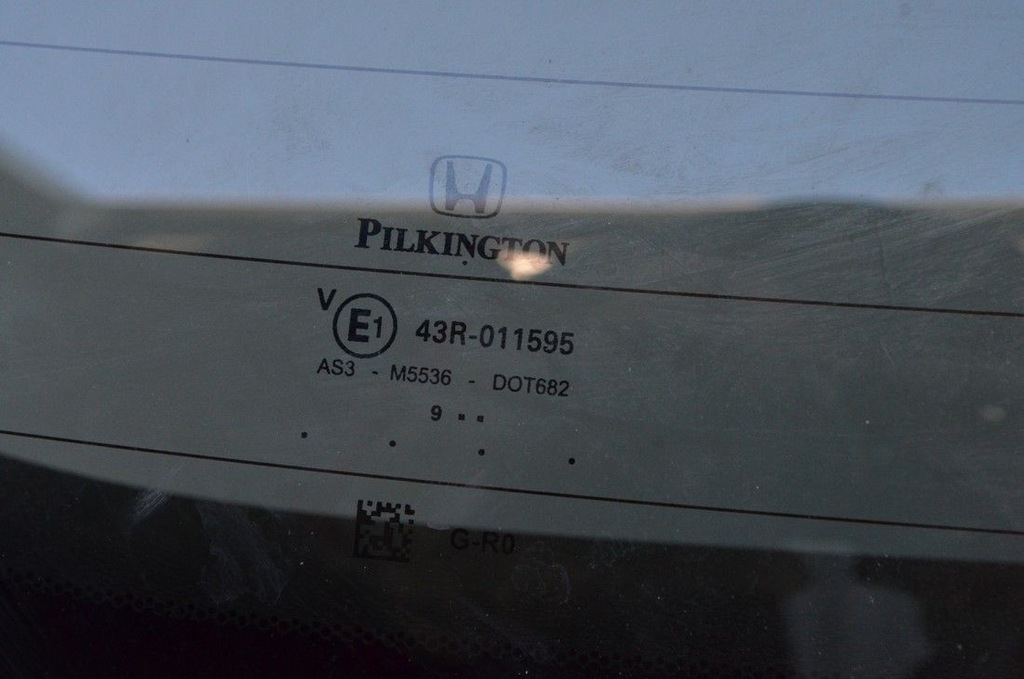 PILKINGTON
V E1 43R-011595
AS3 - M5536 - DOT682
9 ..
G-R0